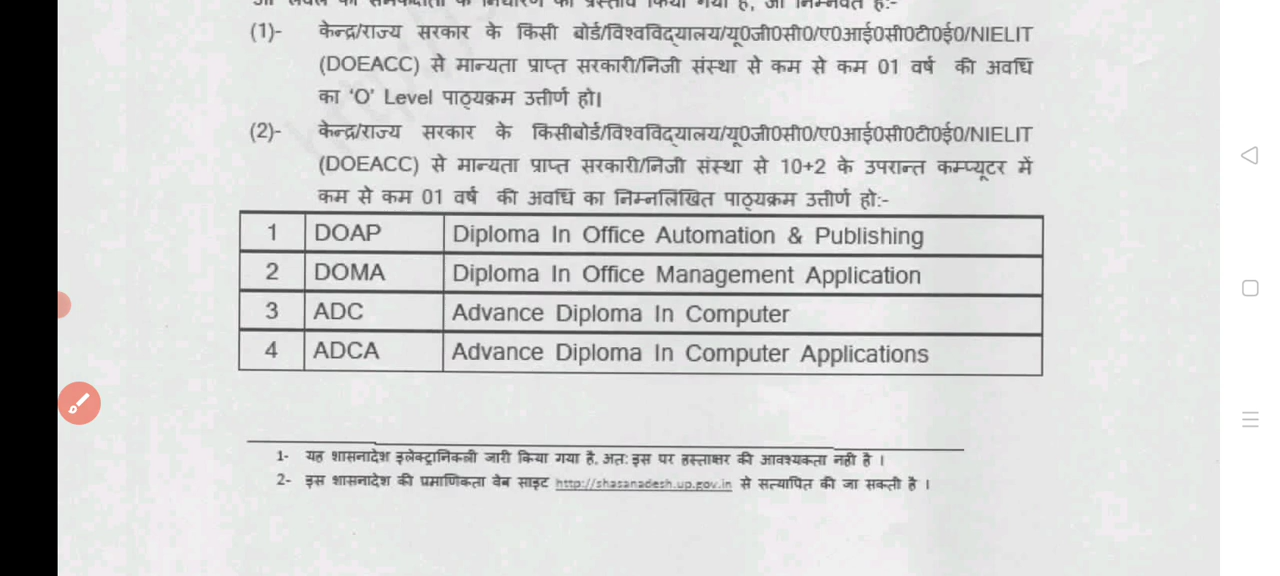 (1)- केन्द्र/राज्य सरकार के किसी बोर्ड/विश्वविद्यालय/यू0जी0सी0/ए0आई0सी0टी0ई0/NIELIT
(DOEACC) से मान्यता प्राप्त सरकारी/निजी संस्था से कम से कम 01 वर्ष की अवधि
का ‘O’ Level पाठ्यक्रम उत्तीर्ण हो।
(2)- केन्द्र/राज्य सरकार के किसीबोर्ड/विश्वविद्यालय/यू0जी0सी0/ए0आई0सी0टी0ई0/NIELIT
(DOEACC) से मान्यता प्राप्त सरकारी/निजी संस्था से 10+2 के उपरान्त कम्प्यूटर में
कम से कम 01 वर्ष की अवधि का निम्नलिखित पाठ्यक्रम उत्तीर्ण हो:-
1 DOAP Diploma In Office Automation & Publishing
2 DOMA Diploma In Office Management Application
3 ADC Advance Diploma In Computer
4 ADCA Advance Diploma In Computer Applications
1- यह शासनादेश इलेक्ट्रानिकली जारी किया गया है, अत: इस पर हस्ताक्षर की आवश्यकता नही है ।
2- इस शासनादेश की प्रमाणिकता वेब साइट http://shasanadesh.up.gov.in से सत्यापित की जा सकती है ।